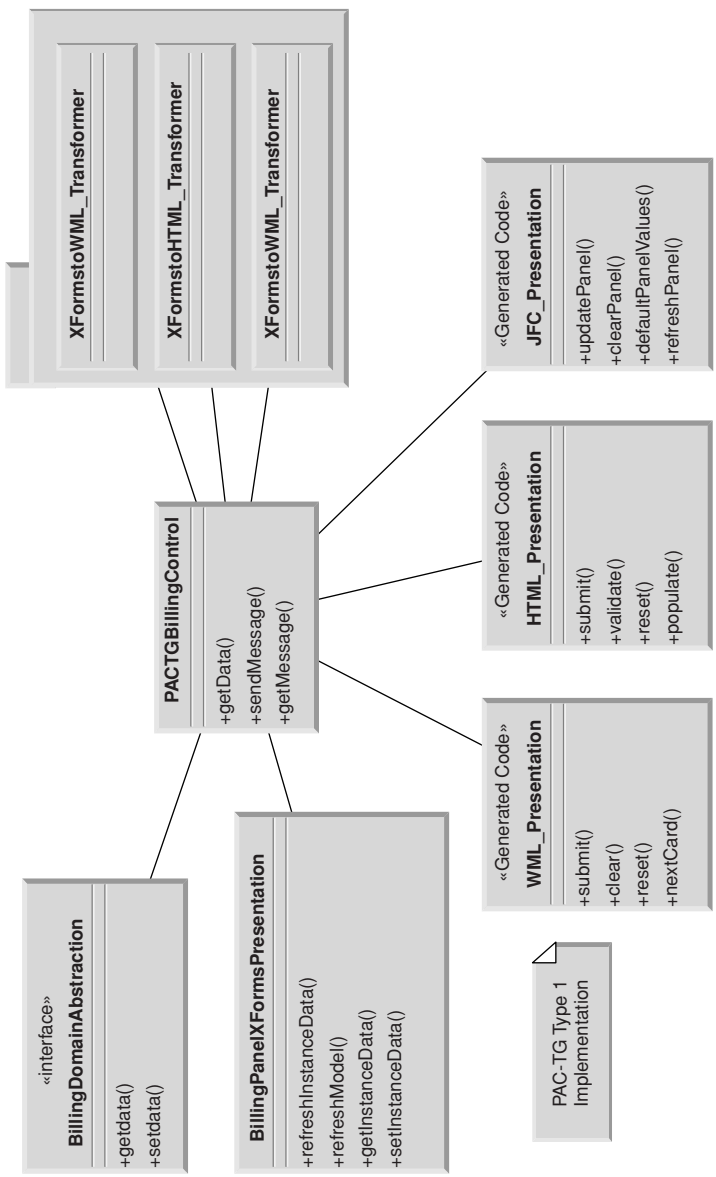 «interface»
BillingDomainAbstraction
+getdata()
+setdata()
BillingPanelXFormsPresentation
+refreshInstanceData()
+refreshModel()
+getInstanceData()
+setInstanceData()
PAC-TG Type 1
Implementation
PACTGBillingControl
+getData()
+sendMessage()
+getMessage()
«Generated Code»
WML_Presentation
+submit()
+clear()
+reset()
+nextCard()
«Generated Code»
HTML_Presentation
+submit()
+validate()
+reset()
+populate()
«Generated Code»
JFC_Presentation
+updatePanel()
+clearPanel()
+defaultPanelValues()
+refreshPanel()
XFormstoWML_Transformer
XFormstoHTML_Transformer
XFormstoWML_Transformer